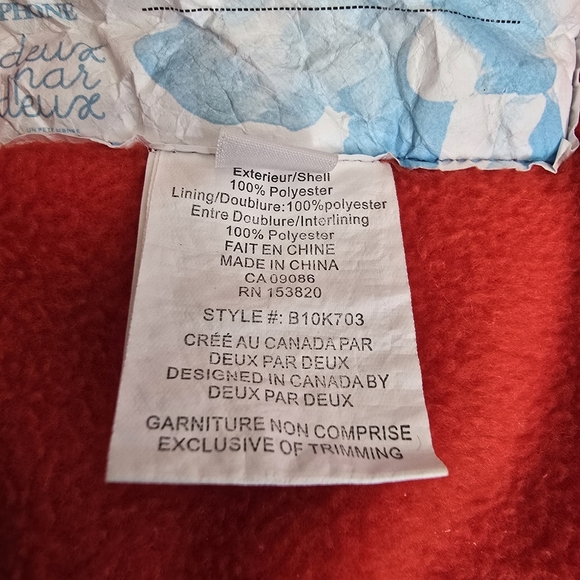 PHONE
deux
par
deux
Exterieur/Shell
100% Polyester
Lining/Doublure:100%polyester
Entre Doublure/Interlining
100% Polyester
FAIT EN CHINE
MADE IN CHINA
CA 09086
RN 153820
STYLE #: B10K703
CRÉÉ AU CANADA PAR
DEUX PAR DEUX
DESIGNED IN CANADA BY
DEUX PAR DEUX
GARNITURE NON COMPRISE
EXCLUSIVE OF TRIMMING